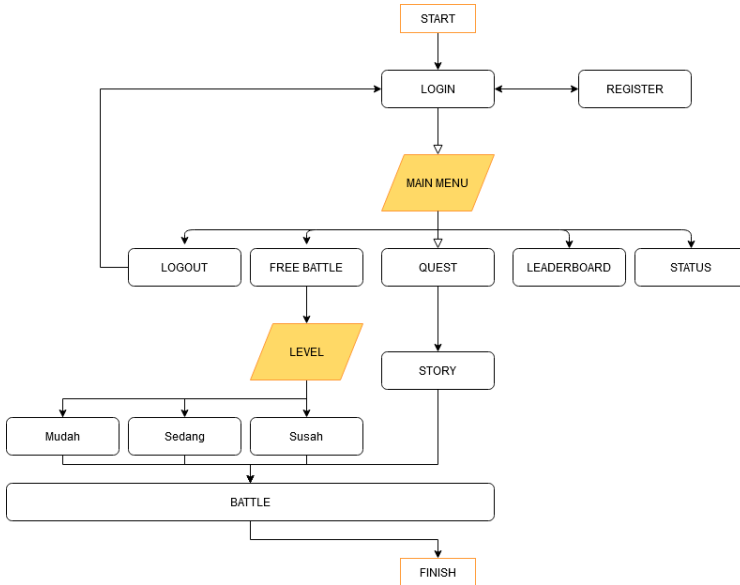 START
LOGIN
REGISTER
MAIN MENU
LOGOUT
FREE BATTLE
QUEST
LEADERBOARD
STATUS
LEVEL
STORY
Mudah
Sedang
Susah
BATTLE
FINISH